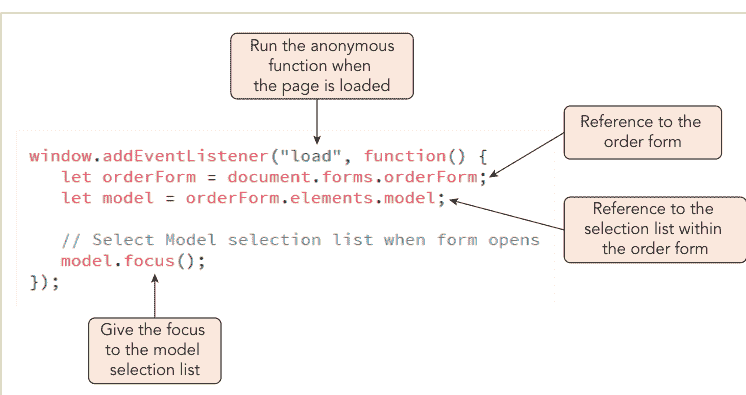 Run the anonymous
function when
the page is loaded
Reference to the
order form
window.addEventListener("load", function() {
let orderForm = document.forms.orderForm;
let model = orderForm.elements.model;
Reference to the
selection list within
the order form
// Select Model selection list when form opens
model.focus();
});
Give the focus
to the model
selection list